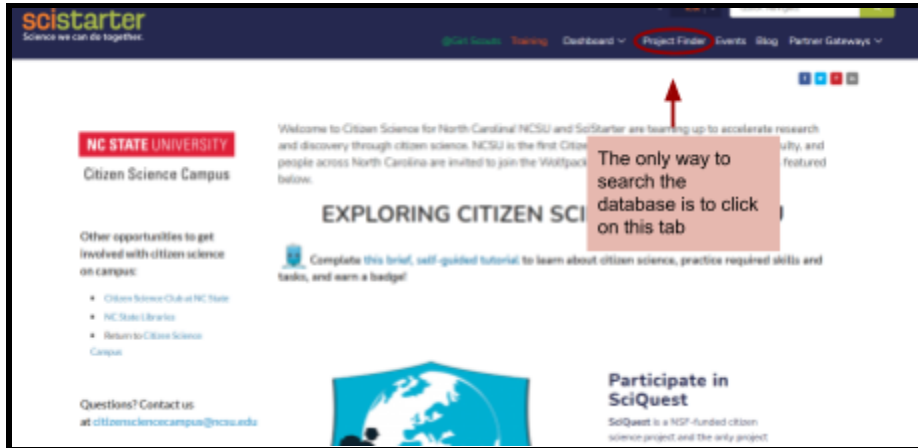 scistarter
Science we can do together.
@Girl Scouts Training Dashboard Project Finder Events Blog Partner Gateways
NC STATE UNIVERSITY
Citizen Science Campus
Welcome to Citizen Science for North Carolina! NCSU and SciStarter are teaming up to accelerate research
and discovery through citizen science. NCSU is the first Citizen ulty, and
people across North Carolina are invited to join the Wolfpack featured
below.
The only way to
search the
database is to click
on this tab
EXPLORING CITIZEN SCI U
Other opportunities to get
involved with citizen science
on campus:
Complete this brief, self-guided tutorial to learn about citizen science, practice required skills and
tasks, and earn a badge!
• Citizen Science Club at NC State
• NC State Libraries
• Return to Citizen Science
Campus
Questions? Contact us
at citizensciencecampus@ncsu.edu
Participate in
SciQuest
SciQuest is a NSF-funded citizen
science project and the only project